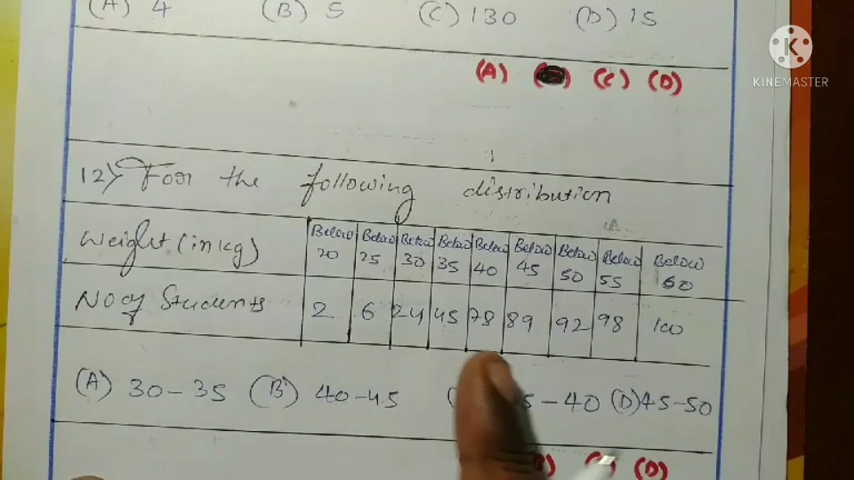 (A) 4 (B) 5 (C) 130 (D) 15
(A) (C) (D)
K
KINEMASTER
12) For the following distribution
Weight (in kg) Below 20 Below 25 Below 30 Below 35 Below 40 Below 45 Below 50 Below 55 Below 60
No of Students 2 6 24 45 78 89 92 98 100
(A) 30-35 (B) 40-45 5-40 (D) 45-50
(D)